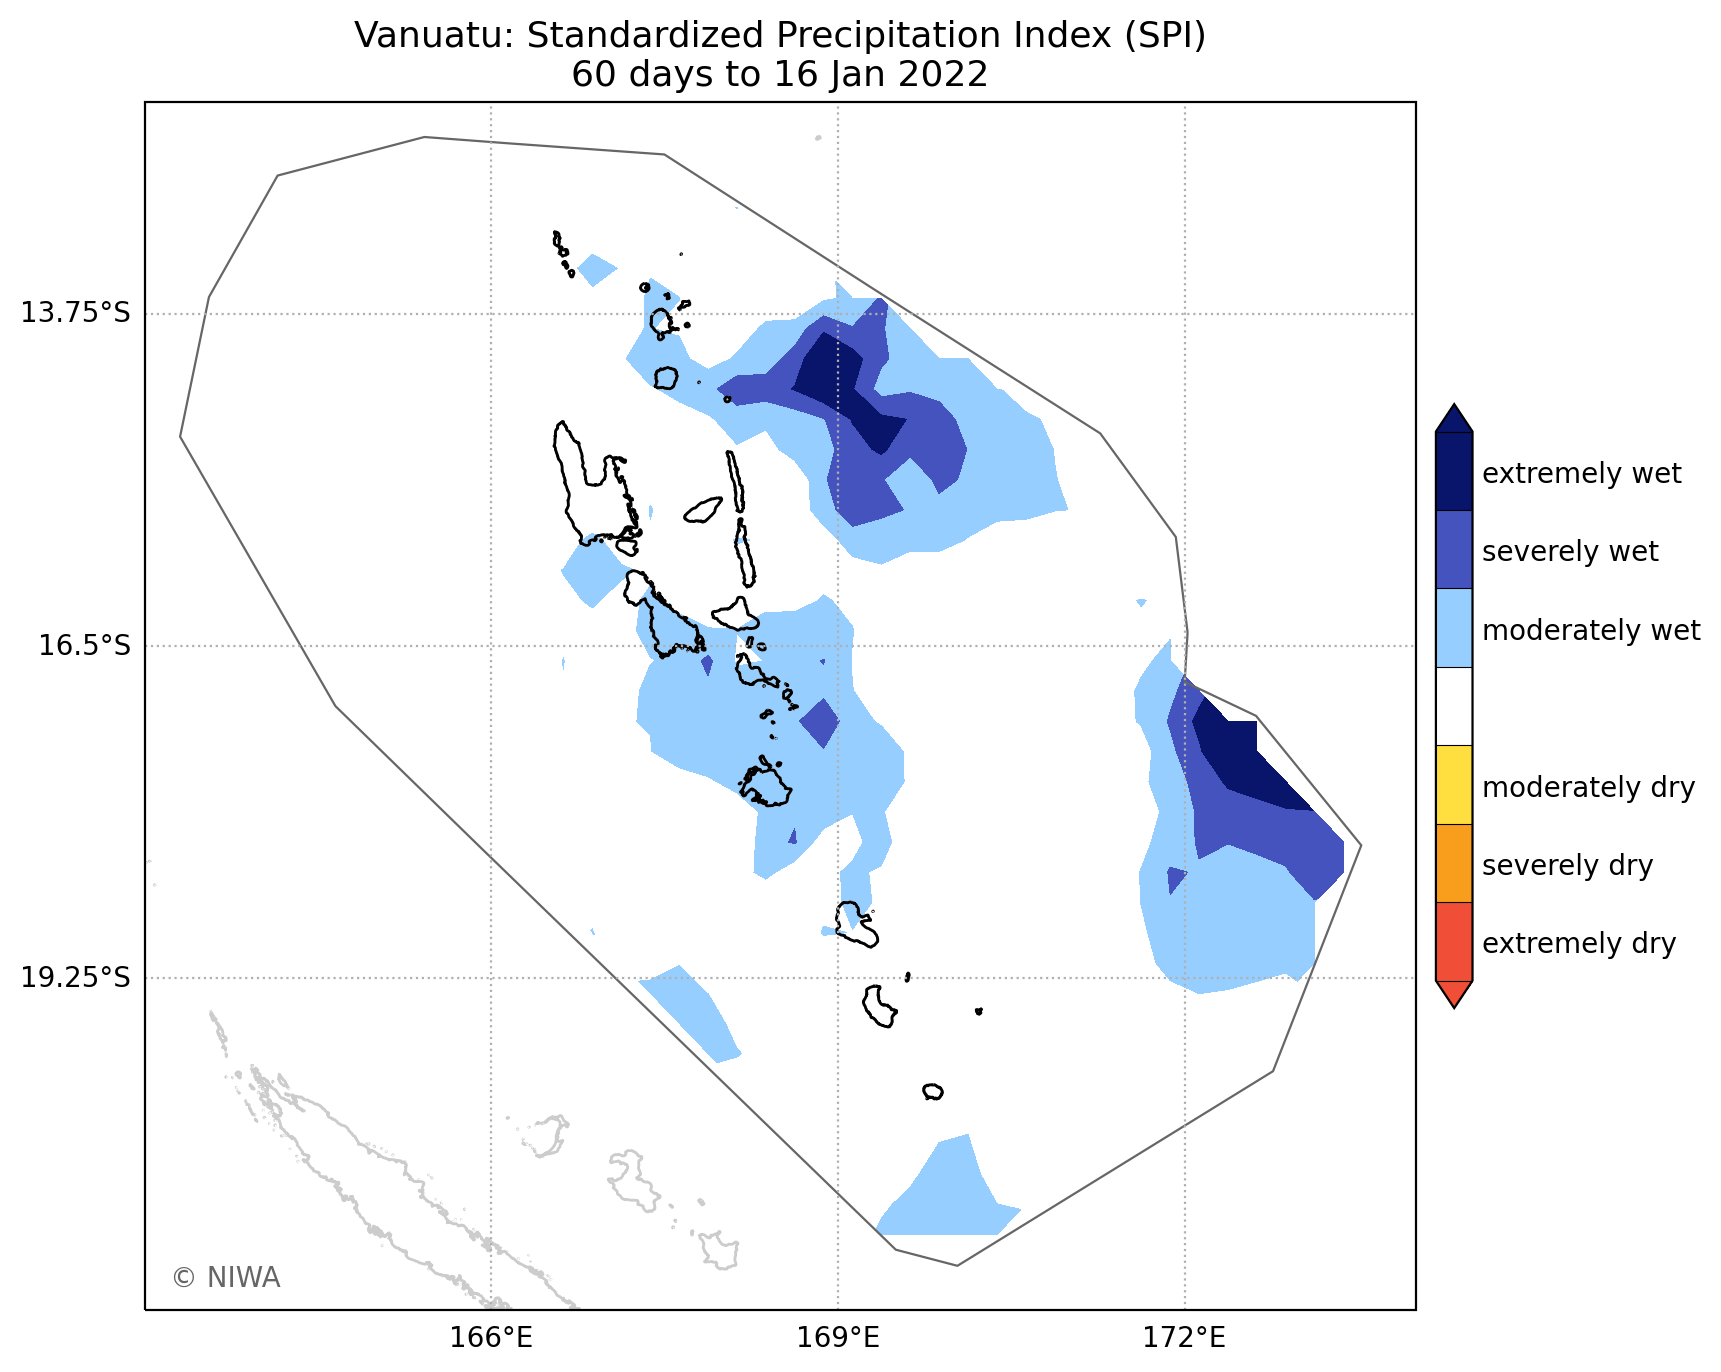 Vanuatu: Standardized Precipitation Index (SPI)
60 days to 16 Jan 2022
13.75°S
16.5°S
19.25°S
166°E
169°E
172°E
extremely wet
severely wet
moderately wet
moderately dry
severely dry
extremely dry
© NIWA